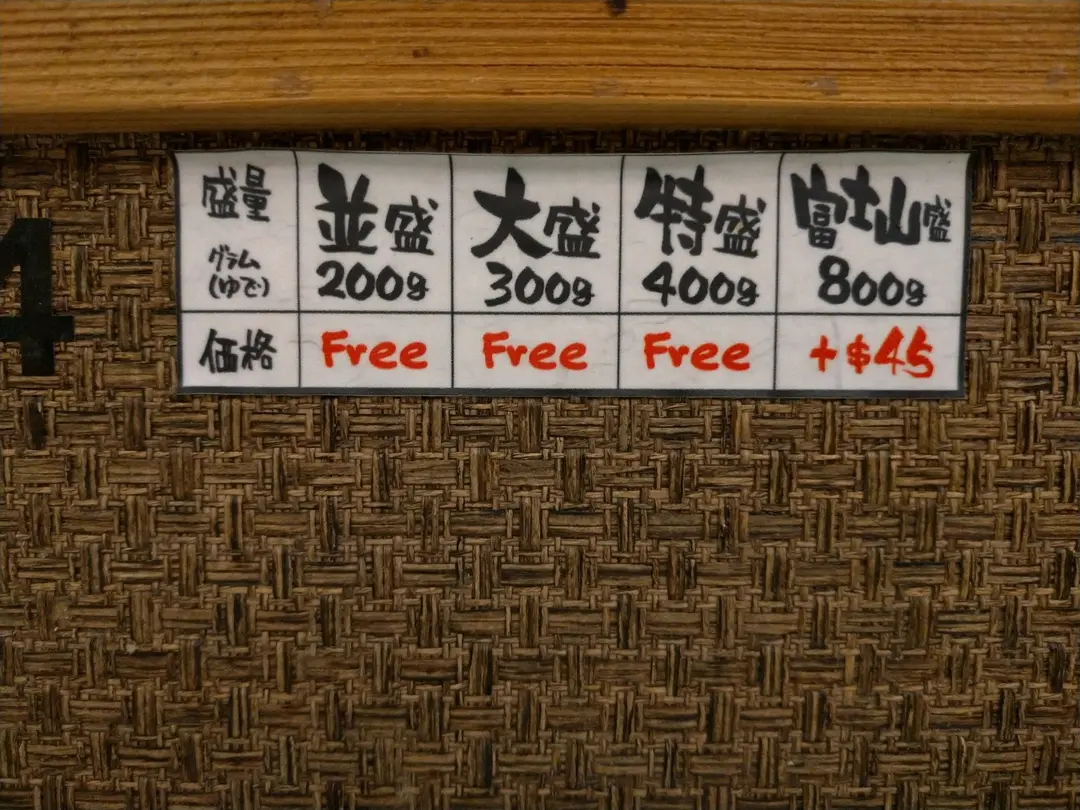 4
盛量 並盛 大盛 特盛 富士山盛
グラム(ゆで) 200g 300g 400g 800g
価格 Free Free Free +$45